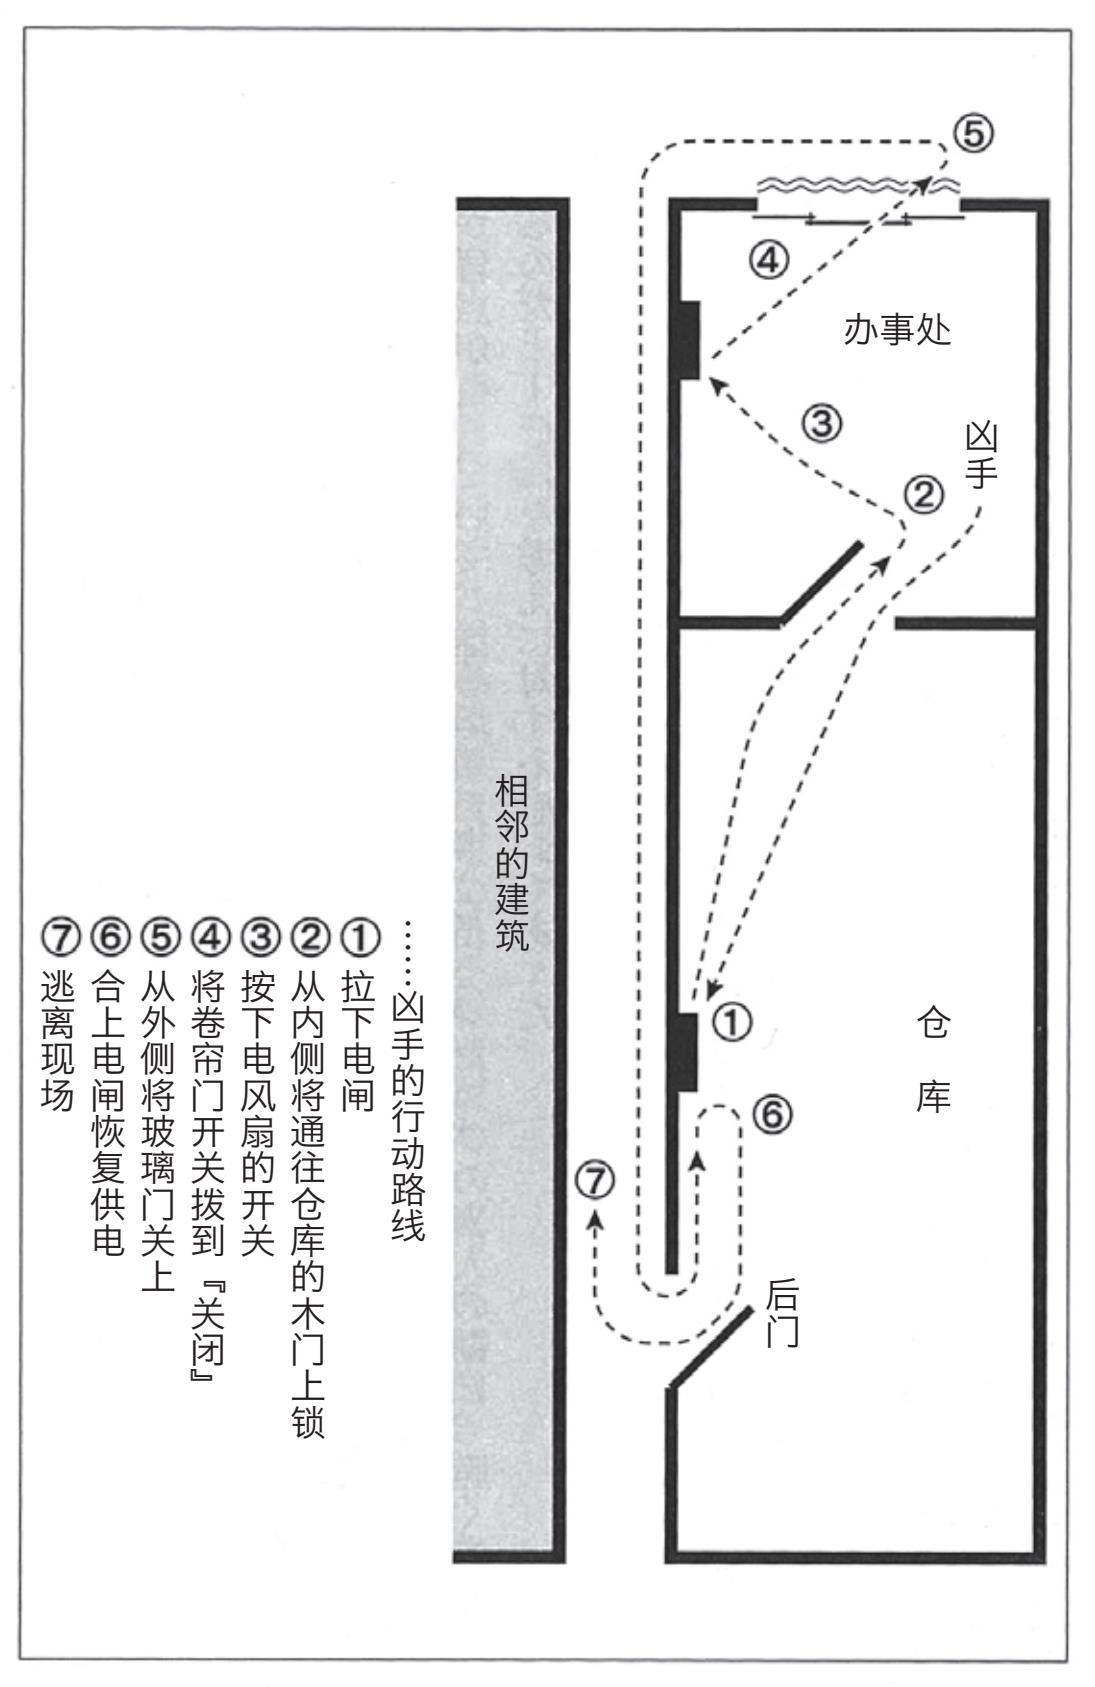 ⑤
④
办事处
③
凶手
②
相邻的建筑
①
仓库
⑥
⑦
后门
……凶手的行动路线
①拉下电闸
②从内侧将通往仓库的木门上锁
③按下电风扇的开关
④将卷帘门开关拨到『关闭』
⑤从外侧将玻璃门关上
⑥合上电闸恢复供电
⑦逃离现场